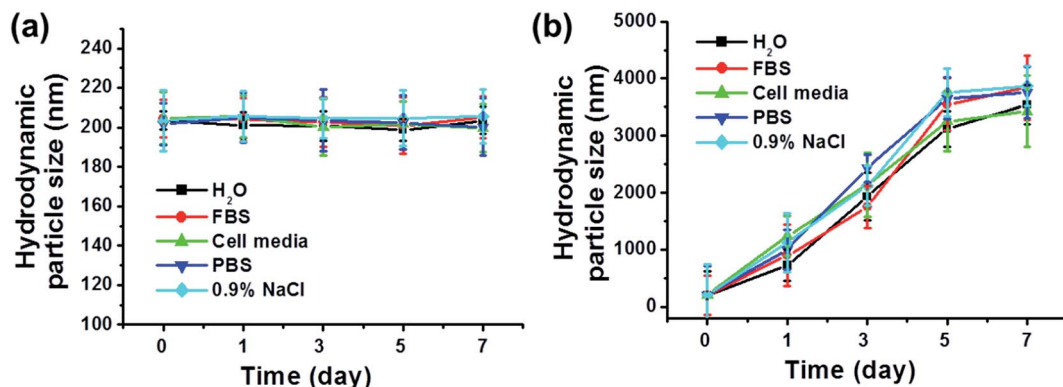 (a)
Hydrodynamic
particle size (nm)
240
220
200
180
160
140
120
100
H₂O
FBS
Cell media
PBS
0.9% NaCl
0 1 3 5 7
Time (day)
(b)
Hydrodynamic
particle size (nm)
5000
4000
3000
2000
1000
0
H₂O
FBS
Cell media
PBS
0.9% NaCl
0 1 3 5 7
Time (day)